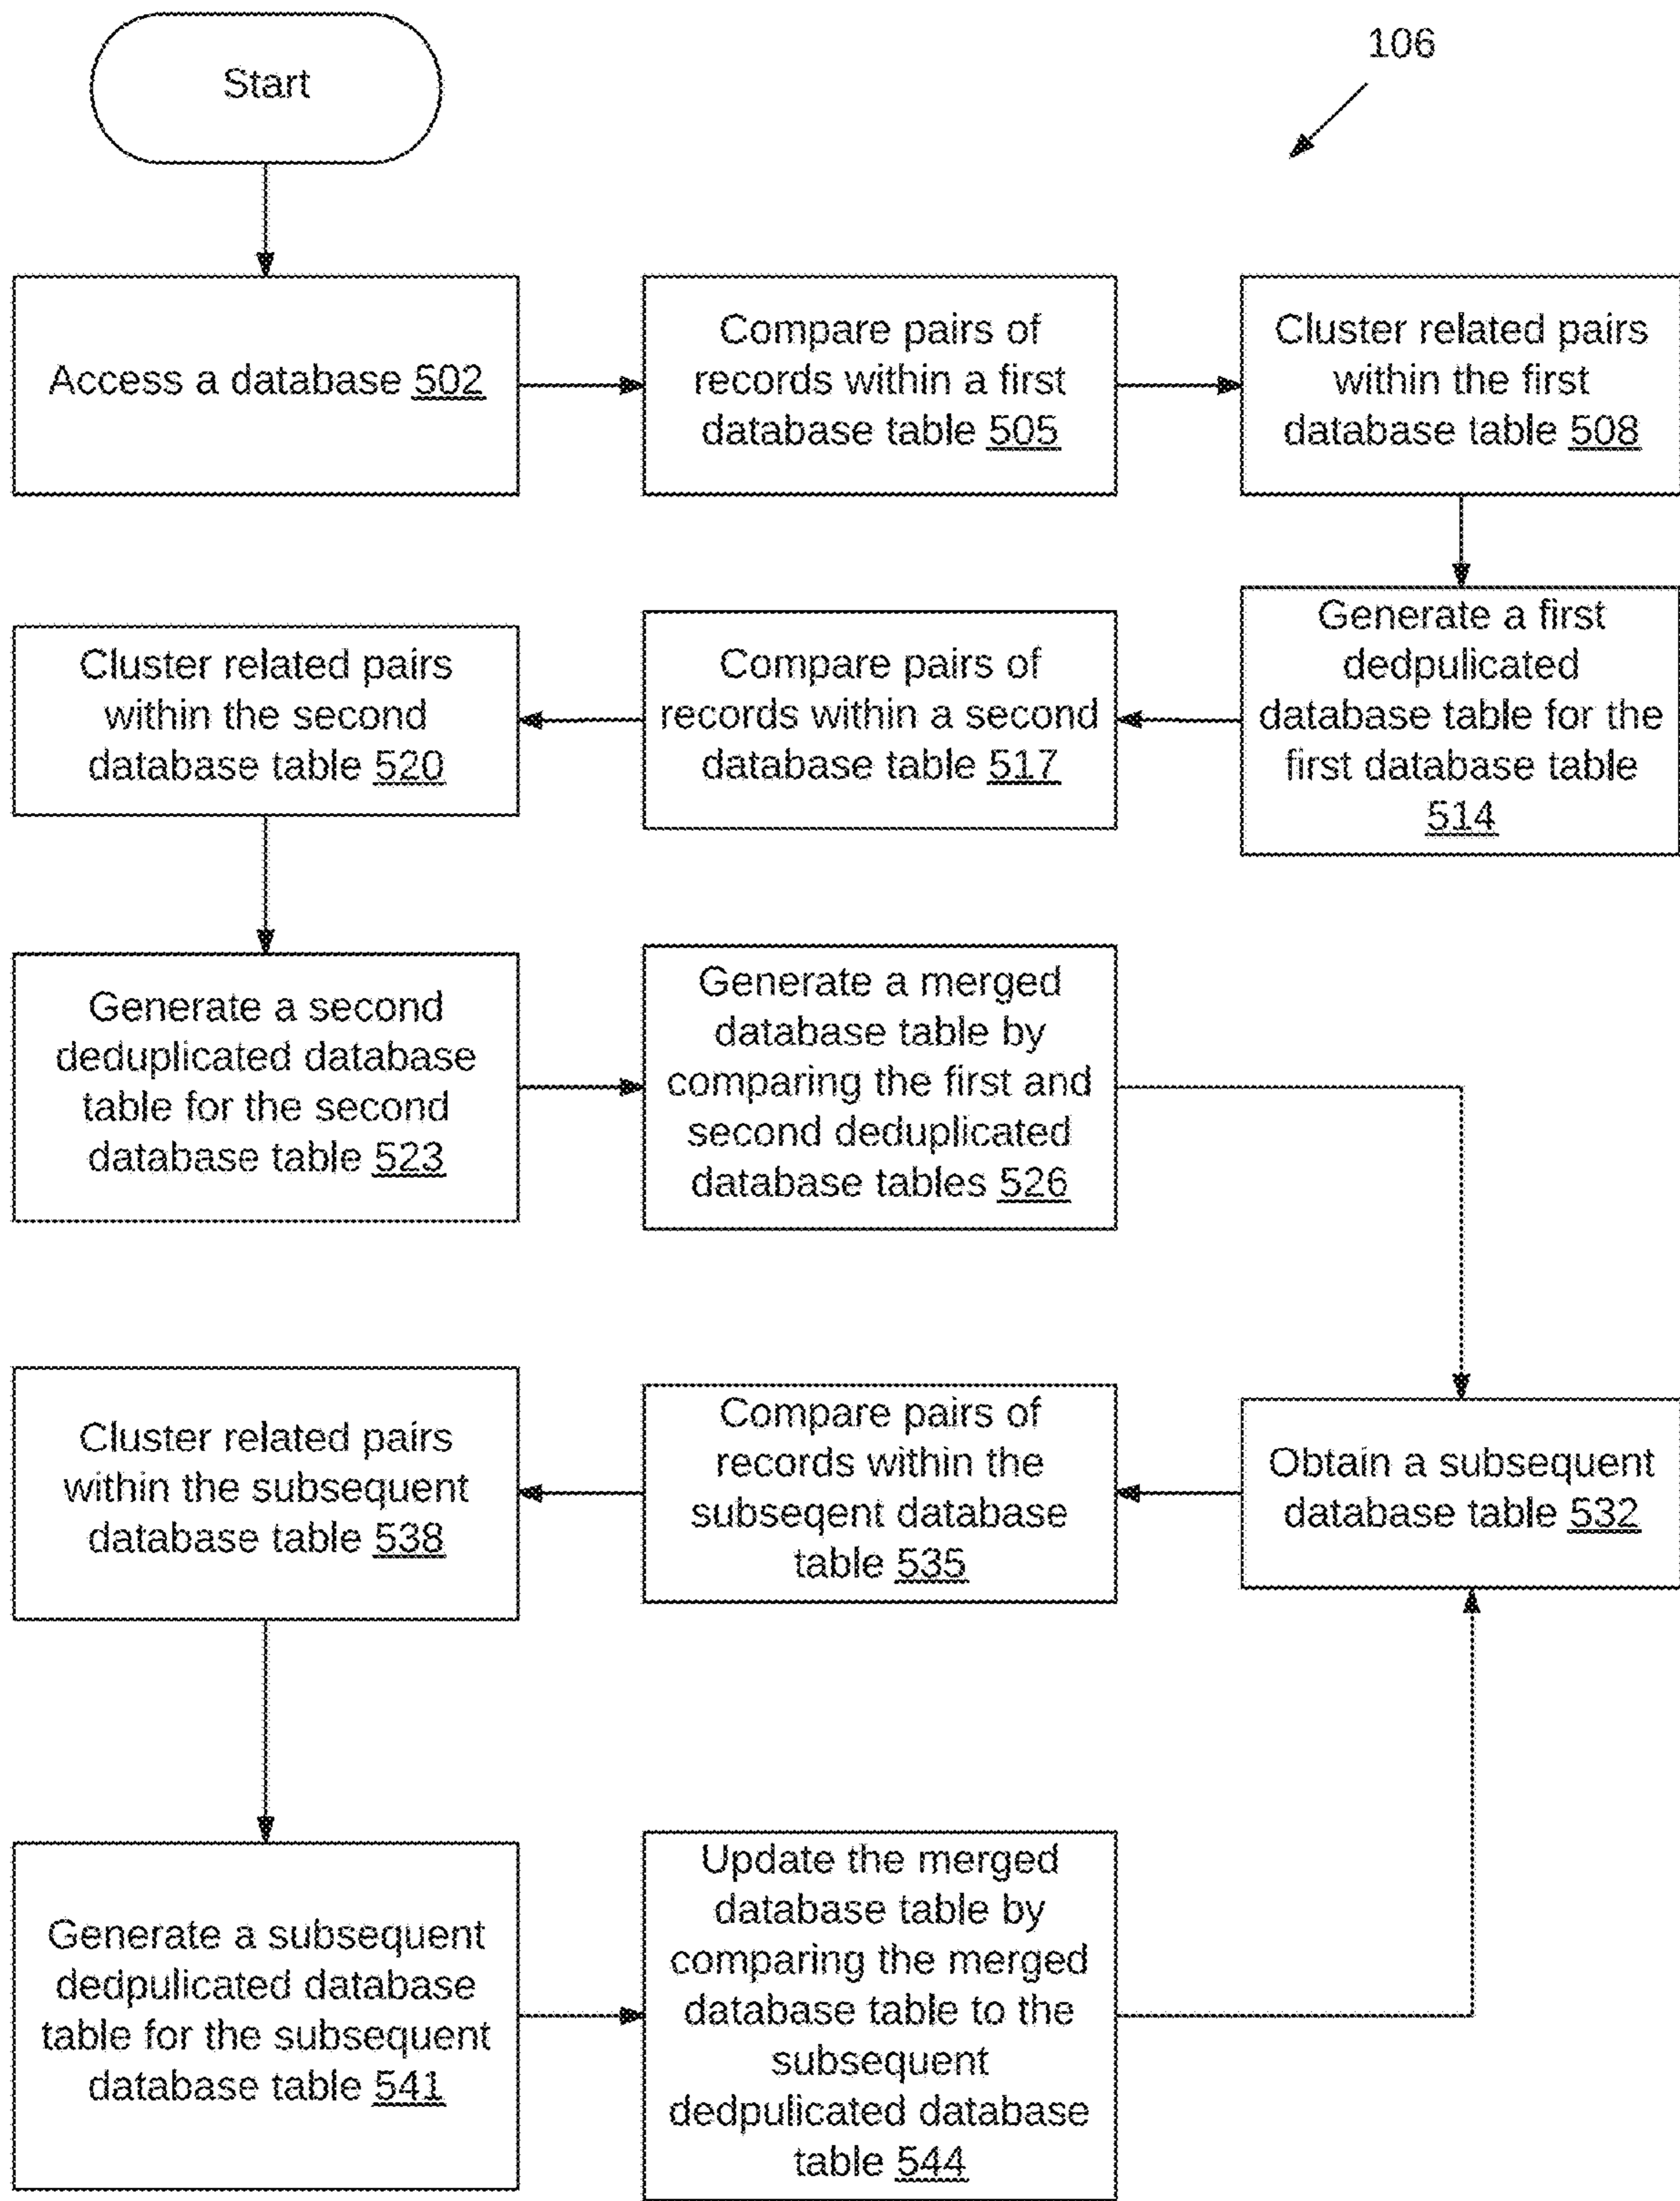 Start
106
Access a database 502
Compare pairs of
records within a first
database table 505
Cluster related pairs
within the first
database table 508
Generate a first
dedpulicated
database table for the
first database table
514
Compare pairs of
records within a second
database table 517
Cluster related pairs
within the second
database table 520
Generate a second
deduplicated database
table for the second
database table 523
Generate a merged
database table by
comparing the first and
second deduplicated
database tables 526
Obtain a subsequent
database table 532
Compare pairs of
records within the
subseqent database
table 535
Cluster related pairs
within the subsequent
database table 538
Generate a subsequent
dedpulicated database
table for the subsequent
database table 541
Update the merged
database table by
comparing the merged
database table to the
subsequent
dedpulicated database
table 544